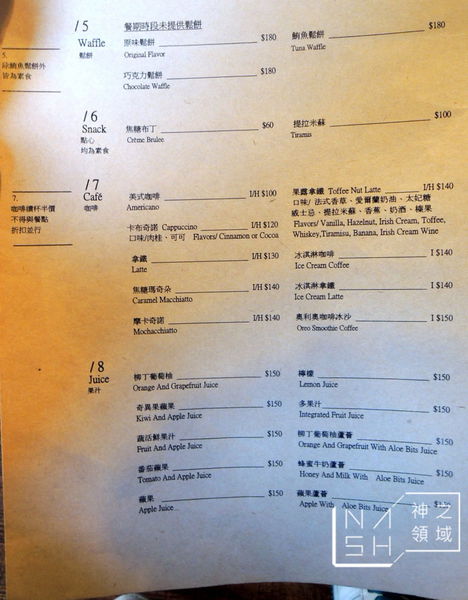 /5
Waffle
鬆餅
餐期時段未提供鬆餅
原味鬆餅 $180
Original Flavor
鮪魚鬆餅 $180
Tuna Waffle
巧克力鬆餅 $180
Chocolate Waffle
5.
除鮪魚鬆餅外
皆為素食
/6
Snack
點心
均為素食
焦糖布丁 $60
Crème Brulee
提拉米蘇 $100
Tiramis
7.
咖啡續杯半價
不得與餐點
折扣並行
/7
Café
咖啡
美式咖啡 I/H $100
Americano
卡布奇諾 Cappuccino I/H $120
口味/肉桂、可可 Flavors/ Cinnamon or Cocoa
拿鐵 I/H $130
Latte
焦糖瑪奇朵 I/H $140
Caramel Macchiatto
摩卡奇諾 I/H $140
Mochacchiatto
果露拿鐵 Toffee Nut Latte I/H $140
口味/ 法式香草、愛爾蘭奶油、太妃糖
威士忌、提拉米蘇、香蕉、奶酒、榛果
Flavors/ Vanilla, Hazelnut, Irish Cream, Toffee,
Whiskey,Tiramisu, Banana, Irish Cream Wine
冰淇淋咖啡 I $140
Ice Cream Coffee
冰淇淋拿鐵 I $140
Ice Cream Latte
奧利奧咖啡冰沙 I $150
Oreo Smoothie Coffee
/8
Juice
果汁
柳丁葡萄柚 $150
Orange And Grapefruit Juice
奇異果蘋果 $150
Kiwi And Apple Juice
蔬活鮮果汁 $150
Fruit And Apple Juice
番茄蘋果 $150
Tomato And Apple Juice
蘋果 $150
Apple Juice
檸檬 $150
Lemon Juice
多果汁 $150
Integrated Fruit Juice
柳丁葡萄柚蘆薈 $150
Orange And Grapefruit With Aloe Bits Juice
蜂蜜牛奶蘆薈 $150
Honey And Milk With Aloe Bits Juice
蘋果蘆薈
Apple With Aloe Bits Juice
NY
SH
神之
領域